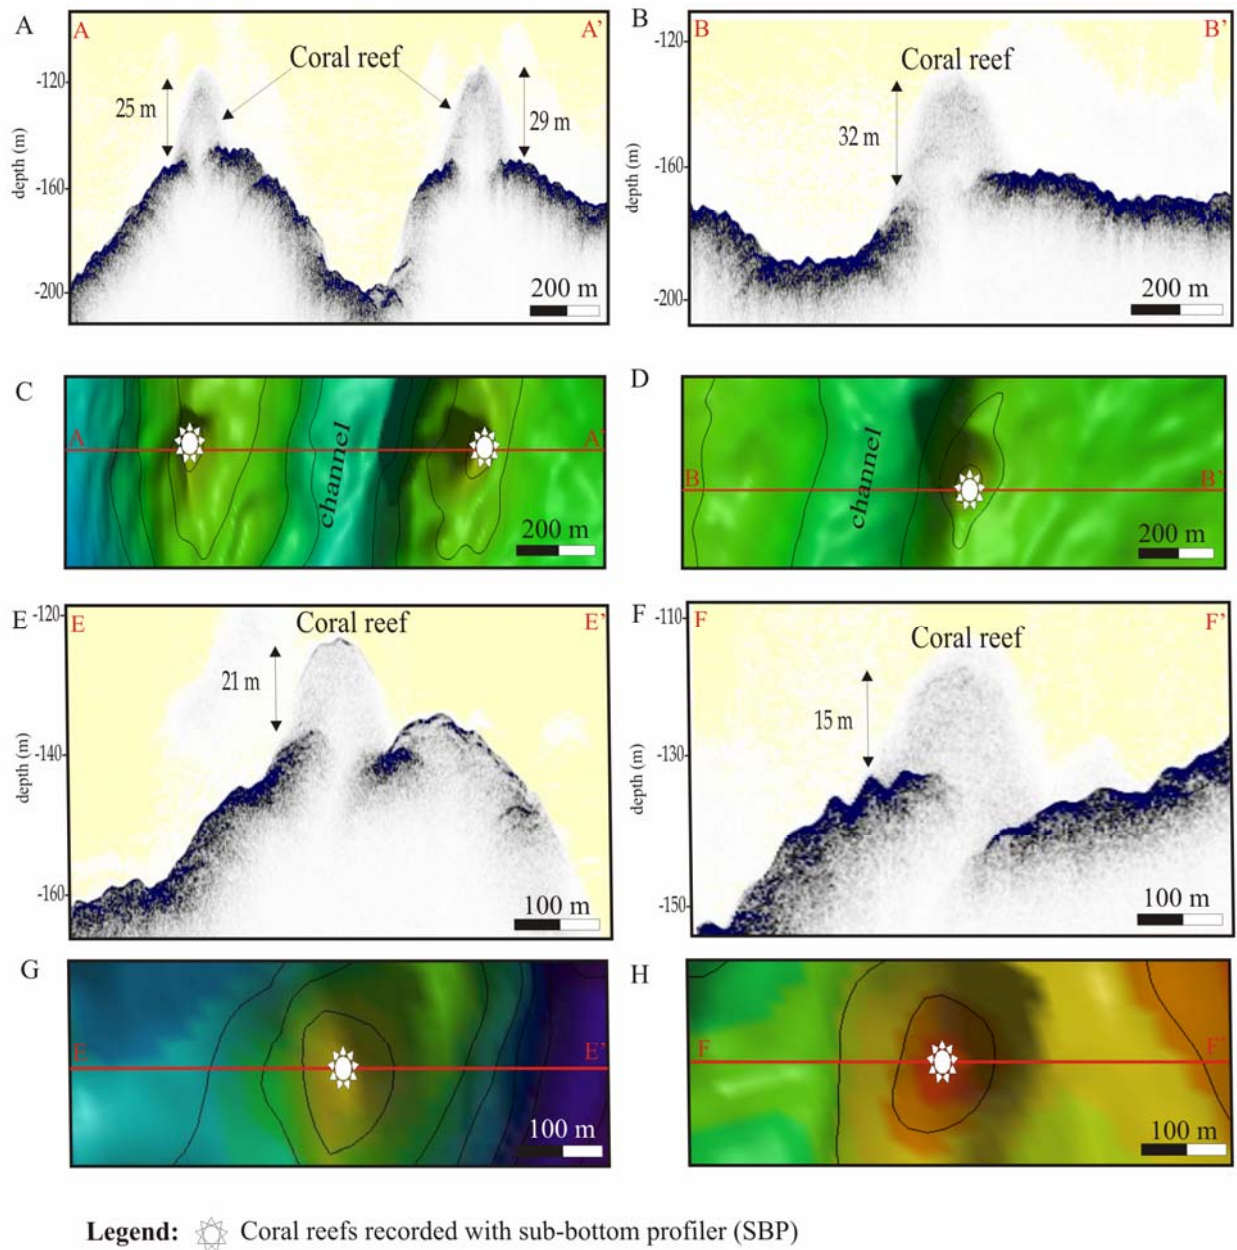 A
A A'
Coral reef
25 m
29 m
depth (m)
-120
-160
-200
200 m
B
B B'
Coral reef
32 m
depth (m)
-120
-160
-200
200 m
C
A A'
channel
200 m
D
B B'
channel
200 m
E
E E'
Coral reef
21 m
depth (m)
-120
-140
-160
100 m
F
F F'
Coral reef
15 m
depth (m)
-110
-130
-150
100 m
G
E E'
100 m
H
F F'
100 m
Legend: Coral reefs recorded with sub-bottom profiler (SBP)